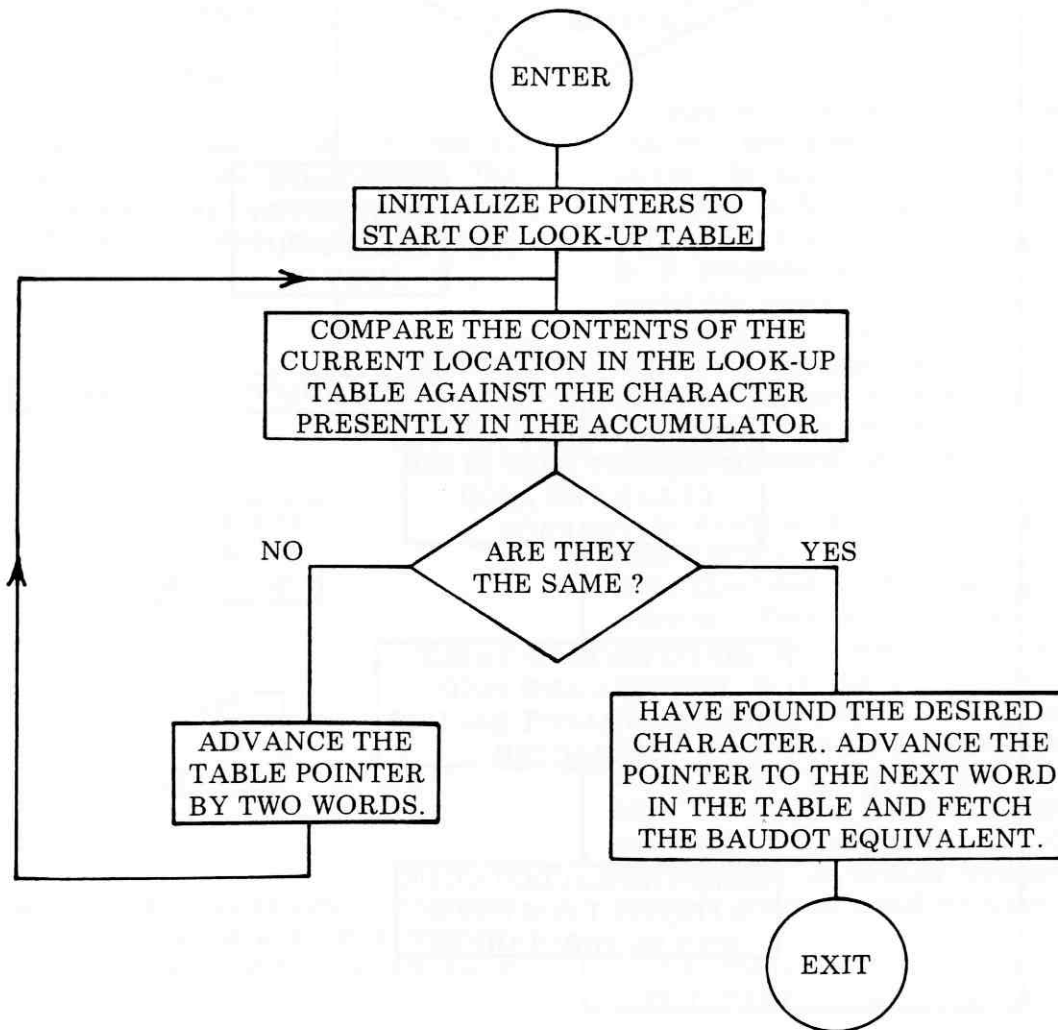 ENTER
INITIALIZE POINTERS TO
START OF LOOK-UP TABLE
COMPARE THE CONTENTS OF THE
CURRENT LOCATION IN THE LOOK-UP
TABLE AGAINST THE CHARACTER
PRESENTLY IN THE ACCUMULATOR
ARE THEY
THE SAME ?
NO
YES
ADVANCE THE
TABLE POINTER
BY TWO WORDS.
HAVE FOUND THE DESIRED
CHARACTER. ADVANCE THE
POINTER TO THE NEXT WORD
IN THE TABLE AND FETCH
THE BAUDOT EQUIVALENT.
EXIT